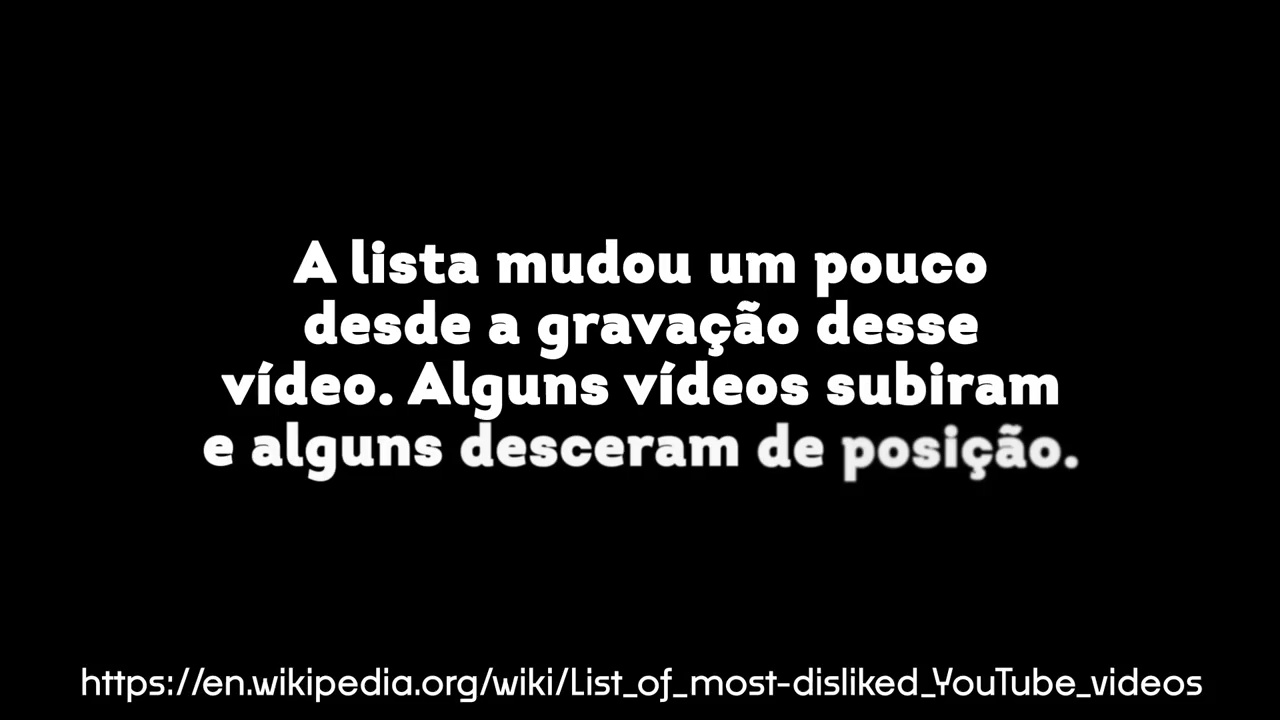 A lista mudou um pouco
desde a gravação desse
vídeo. Alguns vídeos subiram
e alguns desceram de posição.
https://en.wikipedia.org/wiki/List_of_most-disliked_YouTube_videos